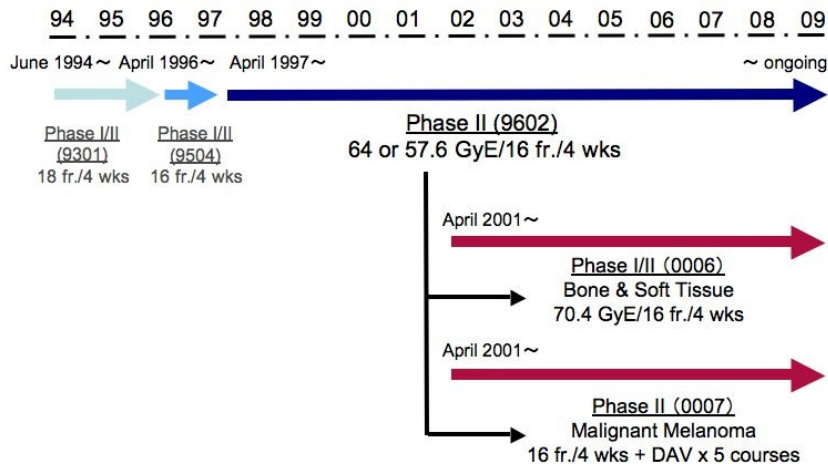 94 . 95 . 96 . 97 . 98 . 99 . 00 . 01 . 02 . 03 . 04 . 05 . 06 . 07 . 08 . 09
June 1994~ April 1996~ April 1997~ ~ ongoing
Phase I/II
(9301)
18 fr./4 wks
Phase I/II
(9504)
16 fr./4 wks
Phase II (9602)
64 or 57.6 GyE/16 fr./4 wks
April 2001~
Phase I/II (0006)
Bone & Soft Tissue
70.4 GyE/16 fr./4 wks
April 2001~
Phase II (0007)
Malignant Melanoma
16 fr./4 wks + DAV x 5 courses